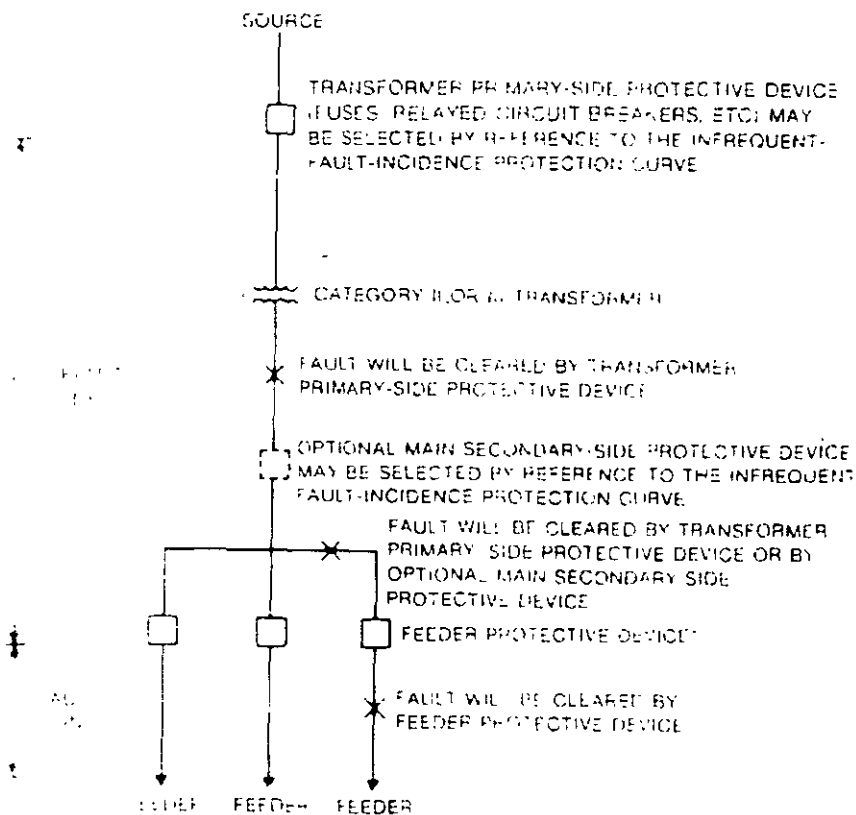 SOURCE
TRANSFORMER PRIMARY-SIDE PROTECTIVE DEVICE
(FUSES, RELAYED CIRCUIT BREAKERS, ETC) MAY
BE SELECTED BY REFERENCE TO THE INFREQUENT-
FAULT-INCIDENCE PROTECTION CURVE
CATEGORY II OR III TRANSFORMER
FAULT WILL BE CLEARED BY TRANSFORMER
PRIMARY-SIDE PROTECTIVE DEVICE
OPTIONAL MAIN SECONDARY-SIDE PROTECTIVE DEVICE
MAY BE SELECTED BY REFERENCE TO THE INFREQUENT
FAULT-INCIDENCE PROTECTION CURVE
FAULT WILL BE CLEARED BY TRANSFORMER
PRIMARY SIDE PROTECTIVE DEVICE OR BY
OPTIONAL MAIN SECONDARY SIDE
PROTECTIVE DEVICE
FEEDER PROTECTIVE DEVICE
FAULT WILL BE CLEARED BY
FEEDER PROTECTIVE DEVICE
FEEDER FEEDER FEEDER